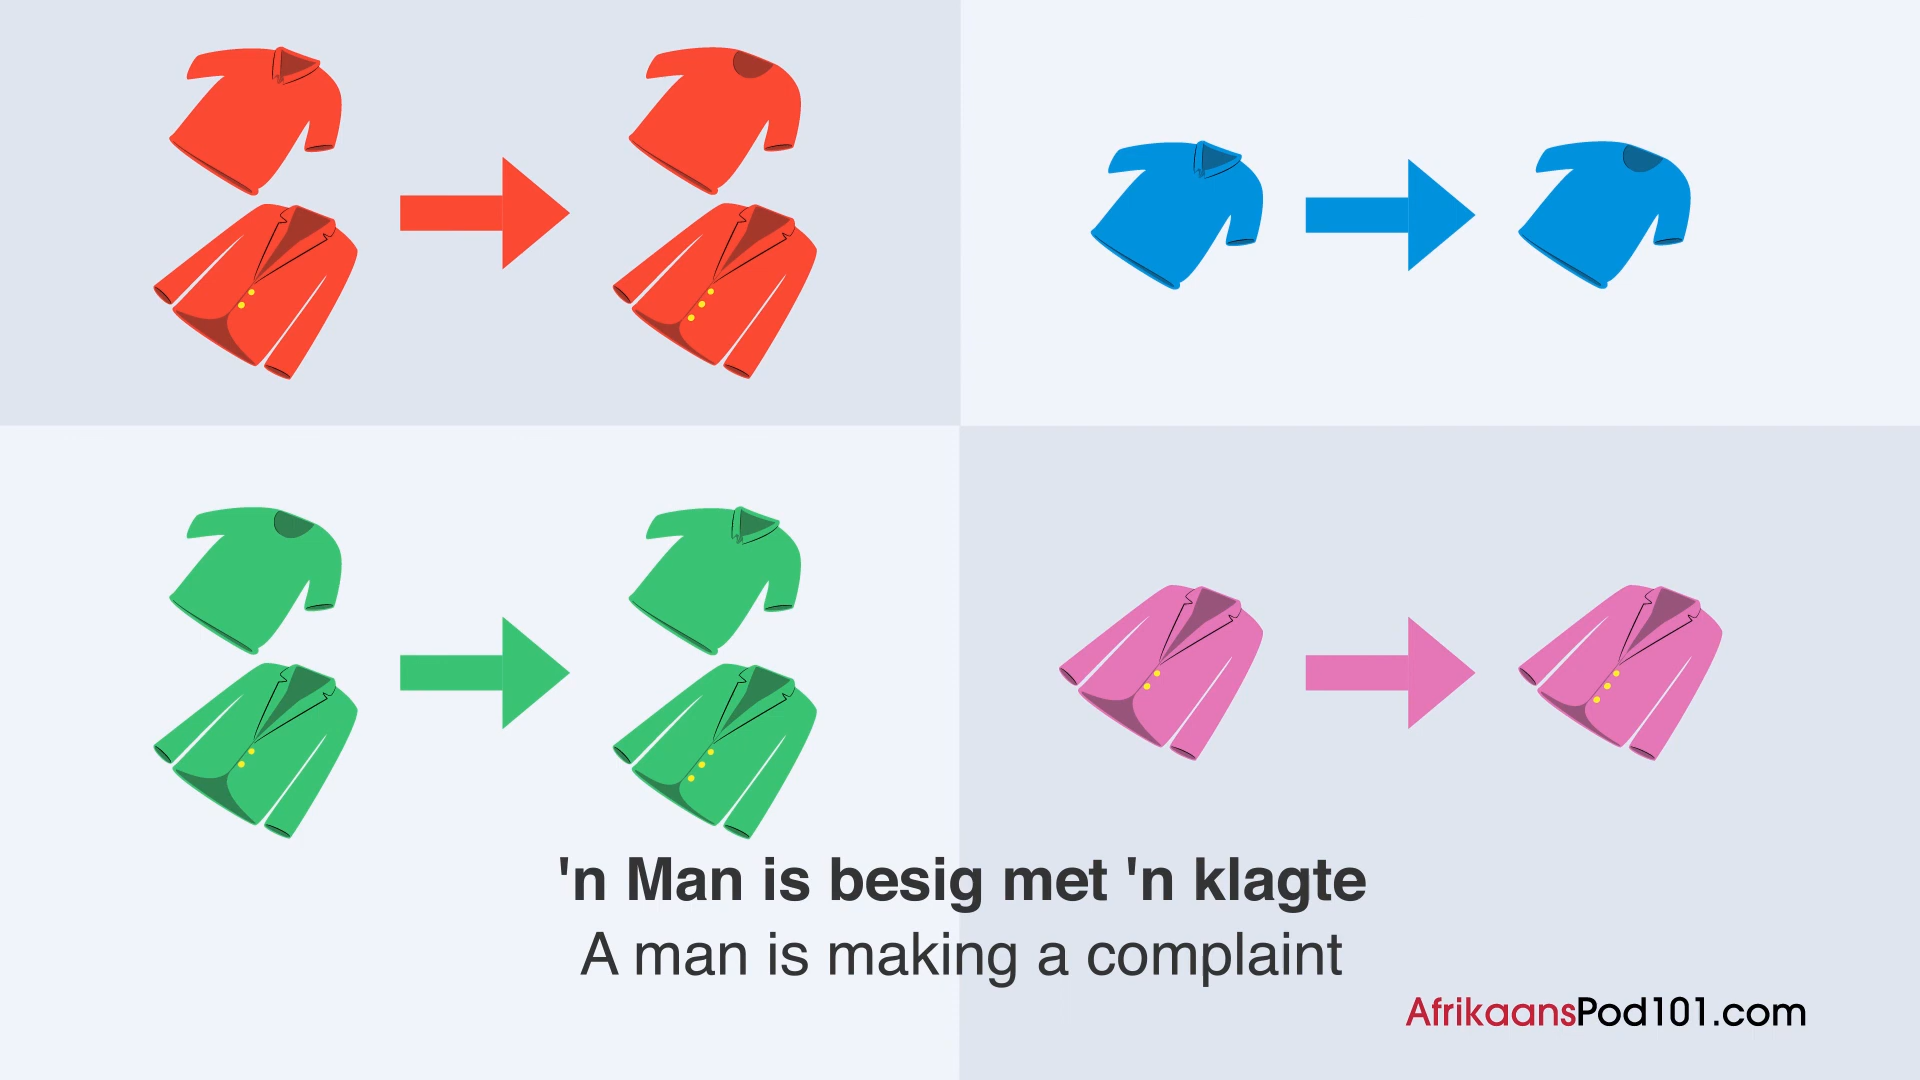 'n Man is besig met 'n klagte
A man is making a complaint
AfrikaansPod101.com